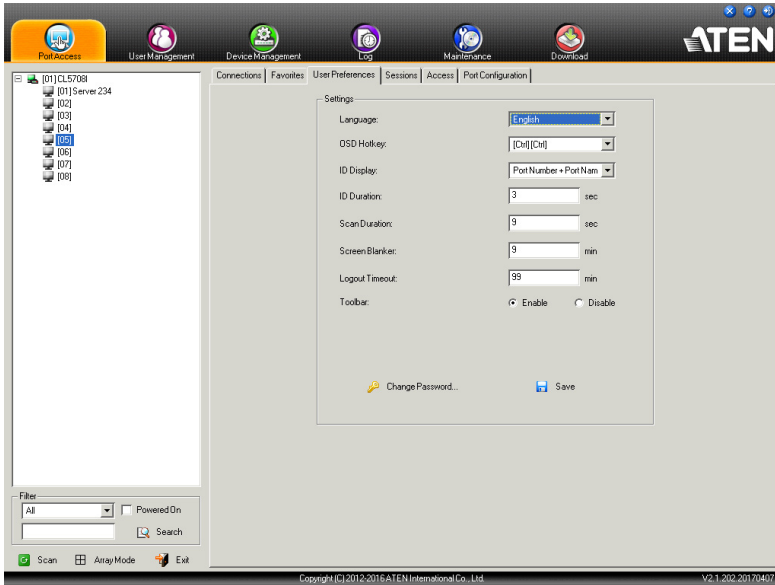 ATEN
Port Access
User Management
Device Management
Log
Maintenance
Download
[01] CL5708I
[01] Server 234
[02]
[03]
[04]
[05]
[06]
[07]
[08]
Filter
All
Powered On
Search
Scan
Array Mode
Exit
Connections
Favorites
User Preferences
Sessions
Access
Port Configuration
Settings
Language: English
OSD Hotkey: [Ctrl] [Ctrl]
ID Display: Port Number + Port Nam
ID Duration: 3 sec
Scan Duration: 9 sec
Screen Blanker: 9 min
Logout Timeout: 99 min
Toolbar: Enable Disable
Change Password...
Save
Copyright (C) 2012-2016 ATEN International Co., Ltd.
V2.1.202.20170407